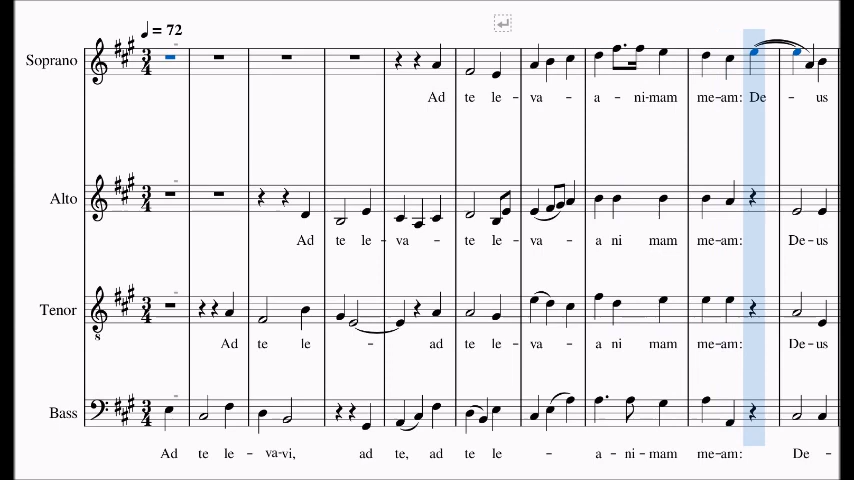 ♩ = 72
Soprano
Ad te le - va - a - ni-mam me-am: De - us
Alto
Ad te le - va - te le - va - a ni mam me-am: De-us
Tenor
Ad te le - ad te le - va - a ni mam me-am: De-us
Bass
Ad te le - va-vi, ad te, ad te le - a - ni-mam me-am: De -